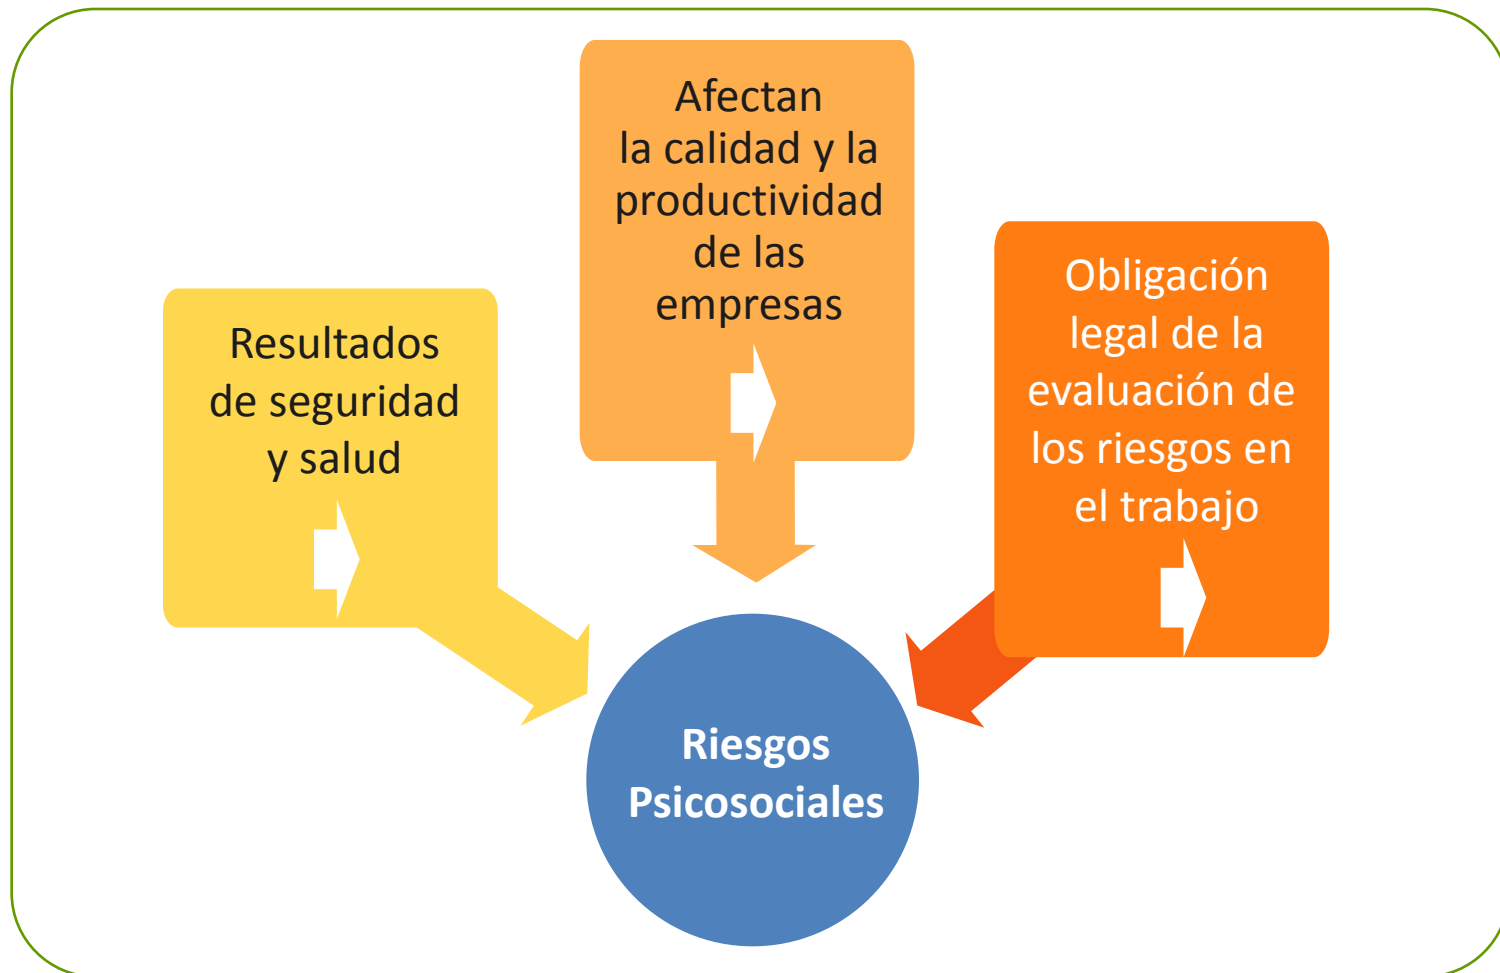 Resultados
de seguridad
y salud
Afectan
la calidad y la
productividad
de las
empresas
Obligación
legal de la
evaluación de
los riesgos en
el trabajo
Riesgos
Psicosociales